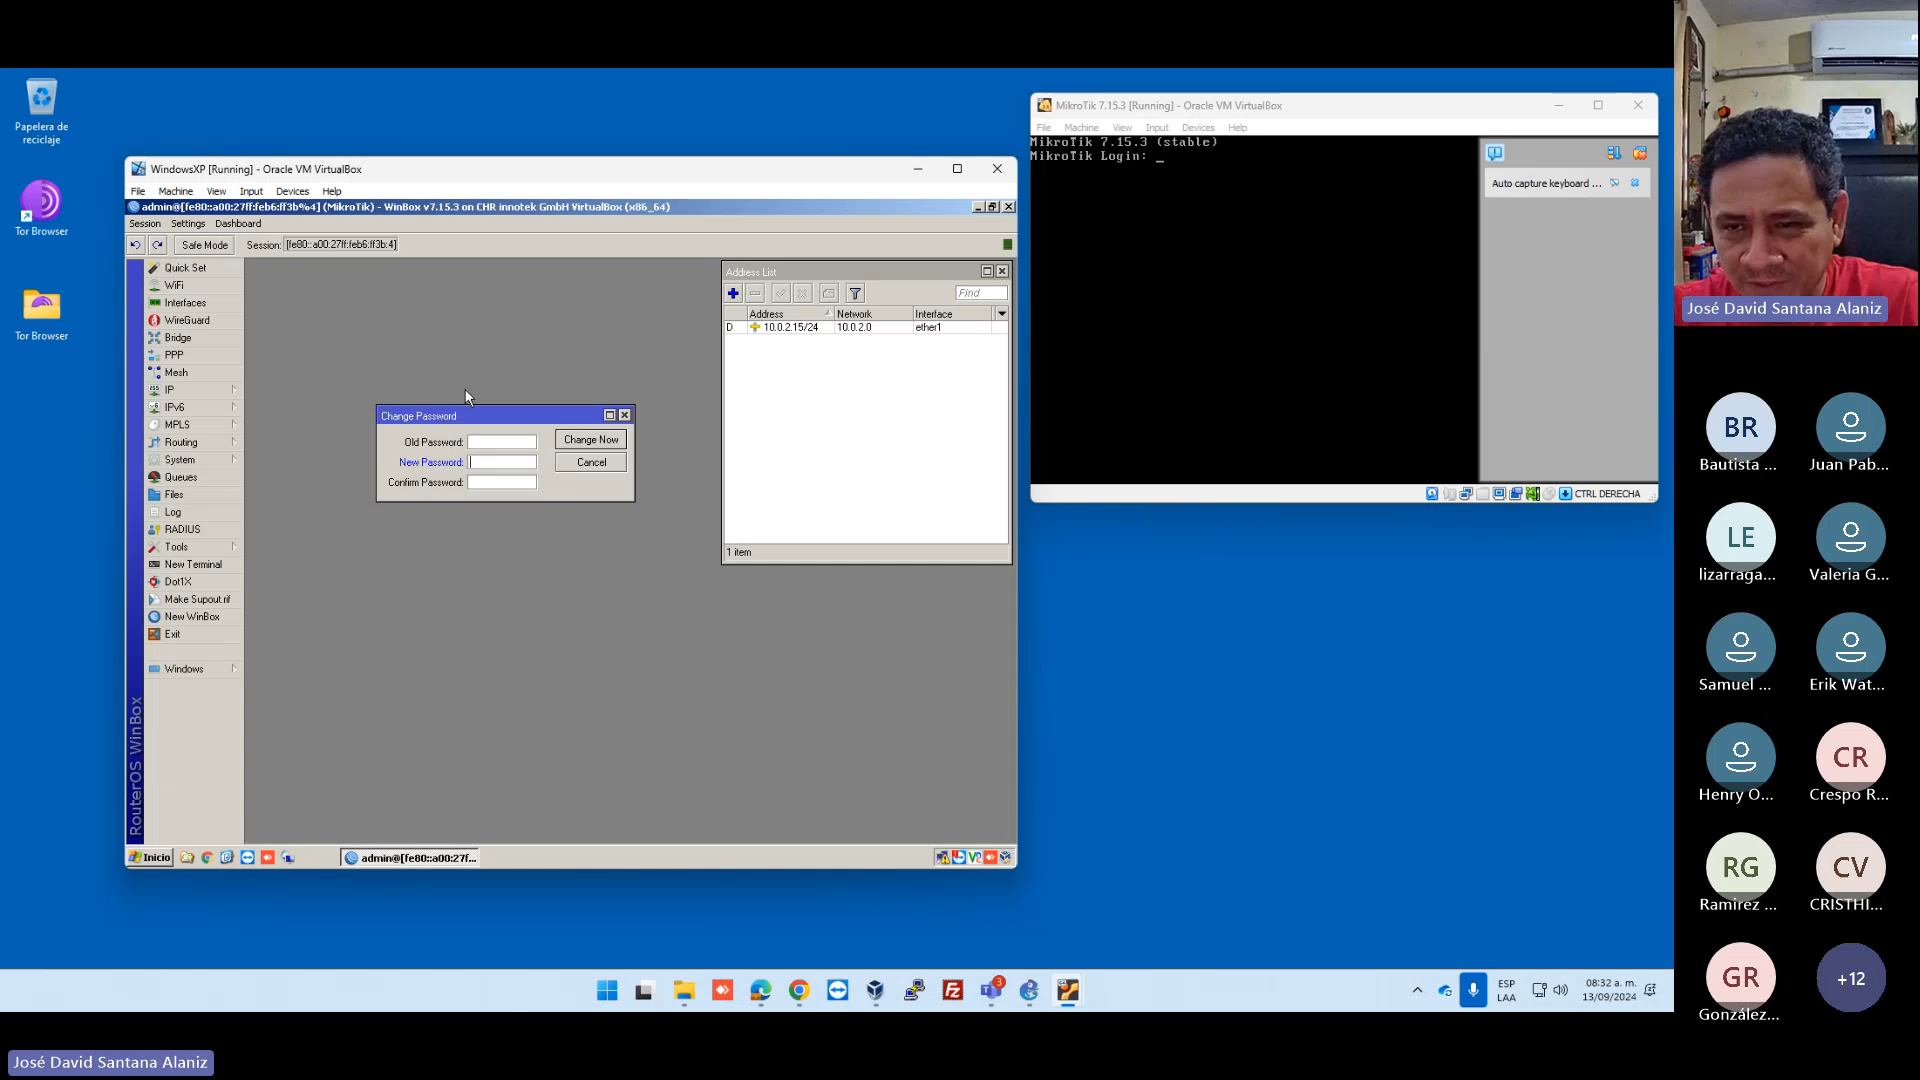 Papelera de
reciclaje
Tor Browser
Tor Browser
WindowsXP [Running] - Oracle VM VirtualBox
File Machine View Input Devices Help
admin@[fe80::a00:27ff:feb6:ff3b%4] (MikroTik) - WinBox v7.15.3 on CHR innotek GmbH VirtualBox (x86_64)
Session Settings Dashboard
Safe Mode Session: [fe80::a00:27ff:feb6:ff3b:4]
Quick Set
WiFi
Interfaces
WireGuard
Bridge
PPP
Mesh
IP
IPv6
MPLS
Routing
System
Queues
Files
Log
RADIUS
Tools
New Terminal
Dot1X
Make Supout.rif
New WinBox
Exit
Windows
RouterOS WinBox
Change Password
Old Password:
New Password:
Confirm Password:
Change Now
Cancel
Address List
Find
Address Network Interface
D 10.0.2.15/24 10.0.2.0 ether1
1 item
Inicio
admin@[fe80::a00:27f...
MikroTik 7.15.3 [Running] - Oracle VM VirtualBox
File Machine View Input Devices Help
MikroTik 7.15.3 (stable)
MikroTik Login: _
Auto capture keyboard ...
CTRL DERECHA
3
ESP
LAA
08:32 a. m.
13/09/2024
José David Santana Alaniz
BR
Bautista ...
Juan Pab...
LE
lizarraga...
Valeria G...
Samuel ...
Erik Wat...
Henry O...
CR
Crespo R...
RG
Ramirez ...
CV
CRISTHI...
GR
González...
+12
José David Santana Alaniz